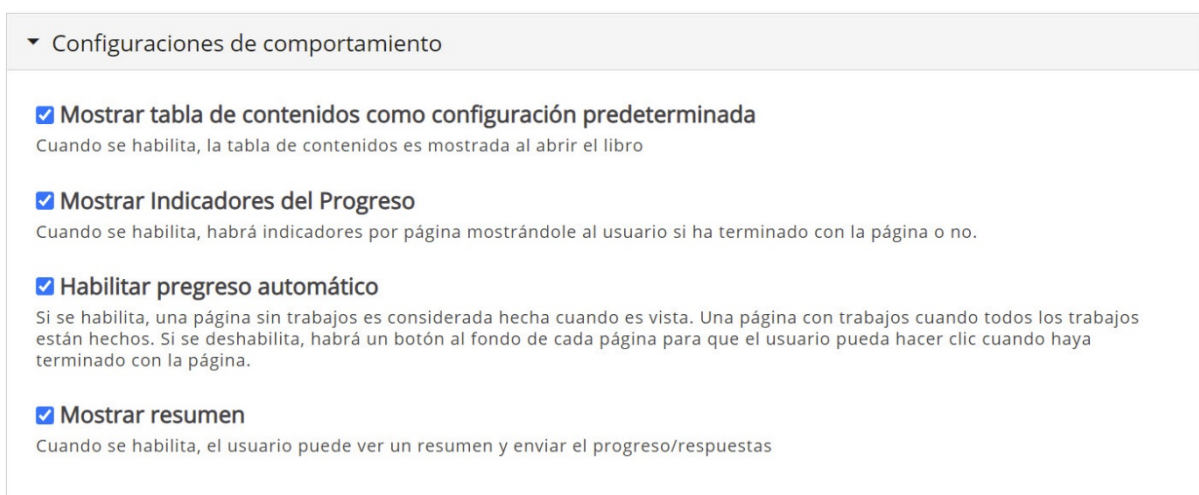 Configuraciones de comportamiento
Mostrar tabla de contenidos como configuración predeterminada
Cuando se habilita, la tabla de contenidos es mostrada al abrir el libro
Mostrar Indicadores del Progreso
Cuando se habilita, habrá indicadores por página mostrándole al usuario si ha terminado con la página o no.
Habilitar pregreso automático
Si se habilita, una página sin trabajos es considerada hecha cuando es vista. Una página con trabajos cuando todos los trabajos
están hechos. Si se deshabilita, habrá un botón al fondo de cada página para que el usuario pueda hacer clic cuando haya
terminado con la página.
Mostrar resumen
Cuando se habilita, el usuario puede ver un resumen y enviar el progreso/respuestas